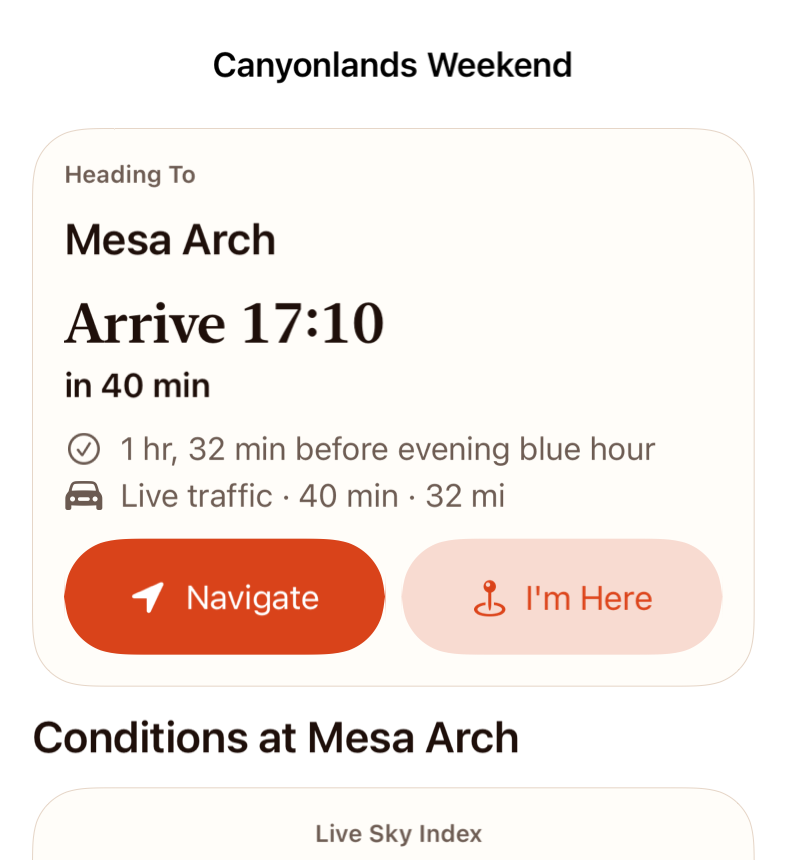 Canyonlands Weekend
Heading To
Mesa Arch
Arrive 17:10
in 40 min
1 hr, 32 min before evening blue hour
Live traffic · 40 min · 32 mi
Navigate
I'm Here
Conditions at Mesa Arch
Live Sky Index